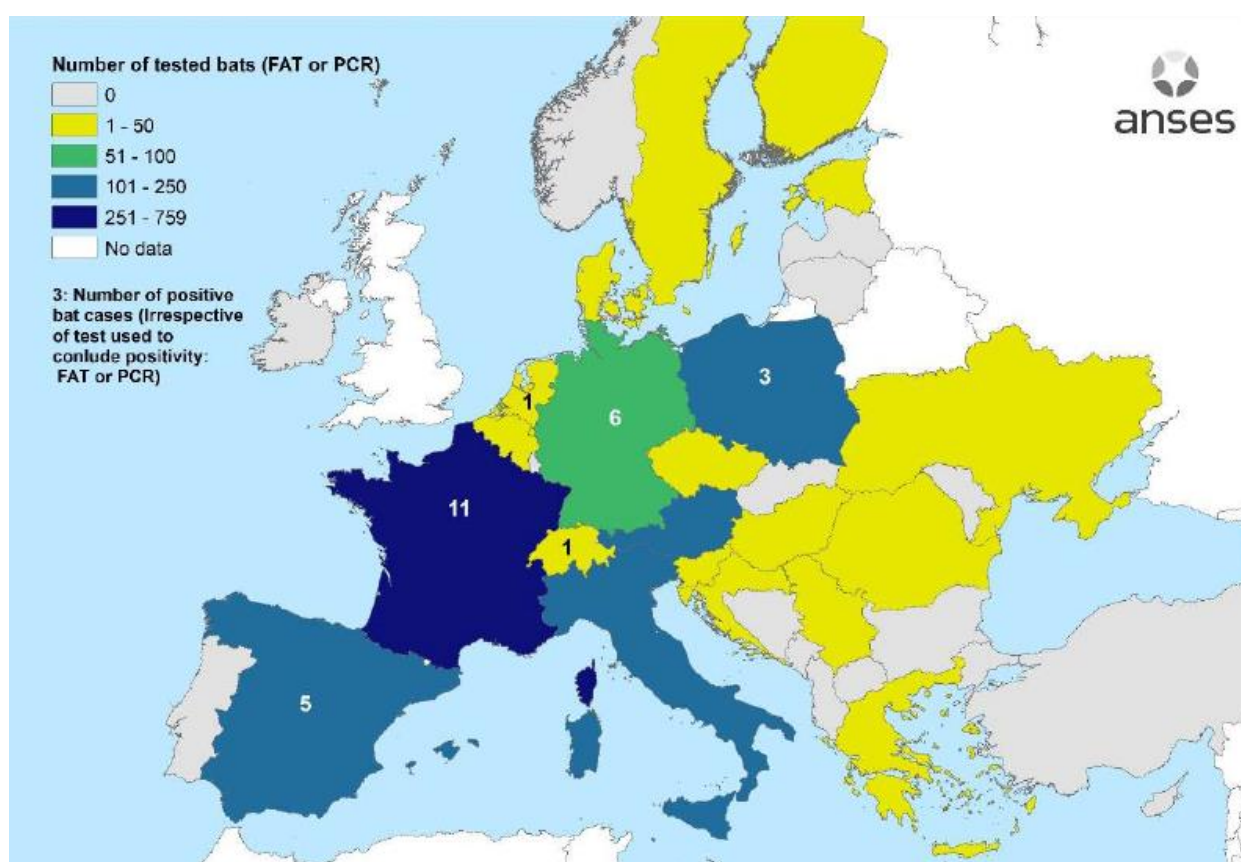 Number of tested bats (FAT or PCR)
0
1 - 50
51 - 100
101 - 250
251 - 759
No data
3: Number of positive
bat cases (Irrespective
of test used to
conlude positivity:
FAT or PCR)
anses
3
1
6
11
1
5